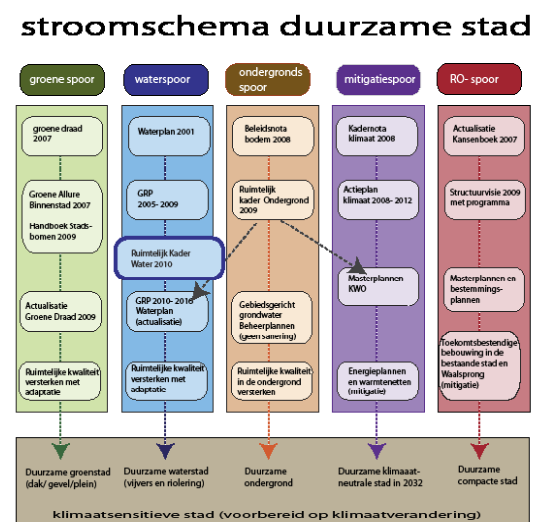 stroomschema duurzame stad
groene spoor
waterspoor
ondergronds
spoor
mitigatiespoor
RO- spoor
groene draad
2007
Groene Allure
Binnenstad 2007
Handboek Stads-
bomen 2009
Actualisatie
Groene Draad 2009
Ruimtelijke kwaliteit
versterken met
adaptatie
Waterplan 2001
GRP
2005- 2009
Ruimtelijk Kader
Water 2010
GRP 2010- 2016
Waterplan
(actualisatie)
Ruimtelijke kwaliteit
versterken met
adaptatie
Beleidsnota
bodem 2008
Ruimtelijk
kader Ondergrond
2009
Gebiedsgericht
grondwater
Beheerplannen
(geen sanering)
Ruimtelijke kwaliteit
in de ondergrond
versterken
Kadernota
klimaat 2008
Actieplan
klimaat 2008- 2012
Masterplannen
KWO
Energieplannen
en warmtenetten
(mitigatie)
Actualisatie
Kansenboek 2007
Structuurvisie 2009
met programma
Masterplannen en
bestemmings-
plannen
Toekomtsbestendige
bebouwing in de
bestaande stad en
Waalsprong
(mitigatie)
Duurzame groenstad
(dak/ gevel/plein)
Duurzame waterstad
(vijvers en riolering)
Duurzame
ondergrond
Duurzame klimaaat-
neutrale stad in 2032
Duurzame
compacte stad
klimaatsensitieve stad (voorbereid op klimaatverandering)